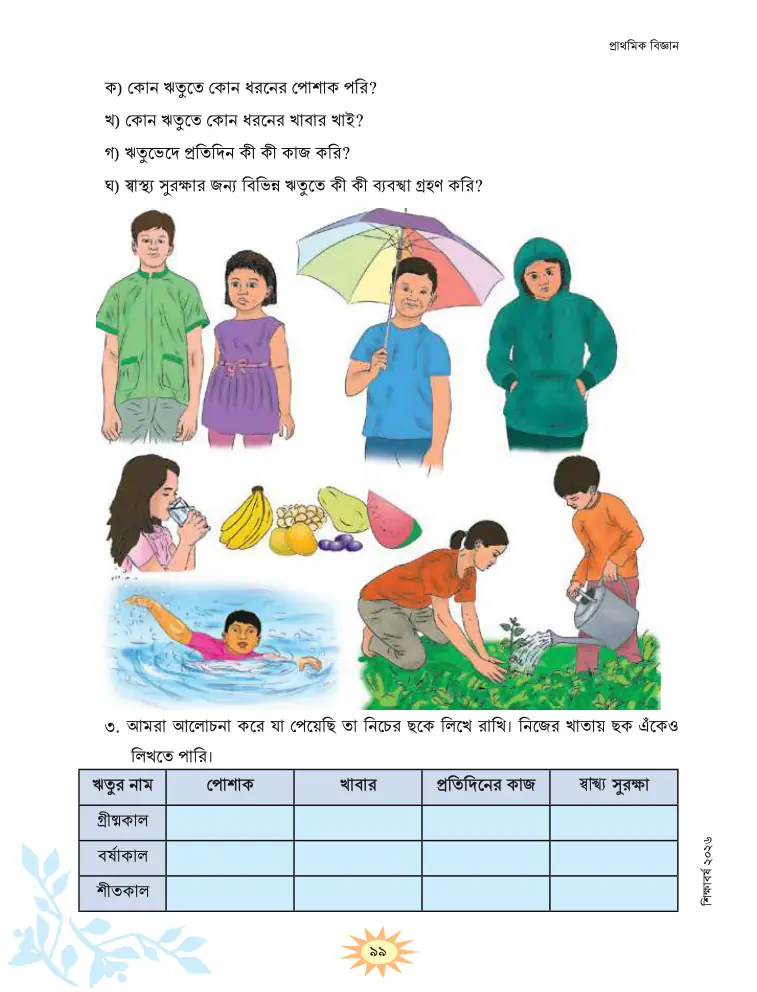 প্রাথমিক বিজ্ঞান
ক) কোন ঋতুতে কোন ধরনের পোশাক পরি?
খ) কোন ঋতুতে কোন ধরনের খাবার খাই?
গ) ঋতুভেদে প্রতিদিন কী কী কাজ করি?
ঘ) স্বাস্থ্য সুরক্ষার জন্য বিভিন্ন ঋতুতে কী কী ব্যবস্থা গ্রহণ করি?
৩. আমরা আলোচনা করে যা পেয়েছি তা নিচের ছকে লিখে রাখি। নিজের খাতায় ছক এঁকেও
লিখতে পারি।
ঋতুর নাম পোশাক খাবার প্রতিদিনের কাজ স্বাস্থ্য সুরক্ষা
গ্রীষ্মকাল
বর্ষাকাল
শীতকাল
শিক্ষাবর্ষ ২০২৬
৯৯